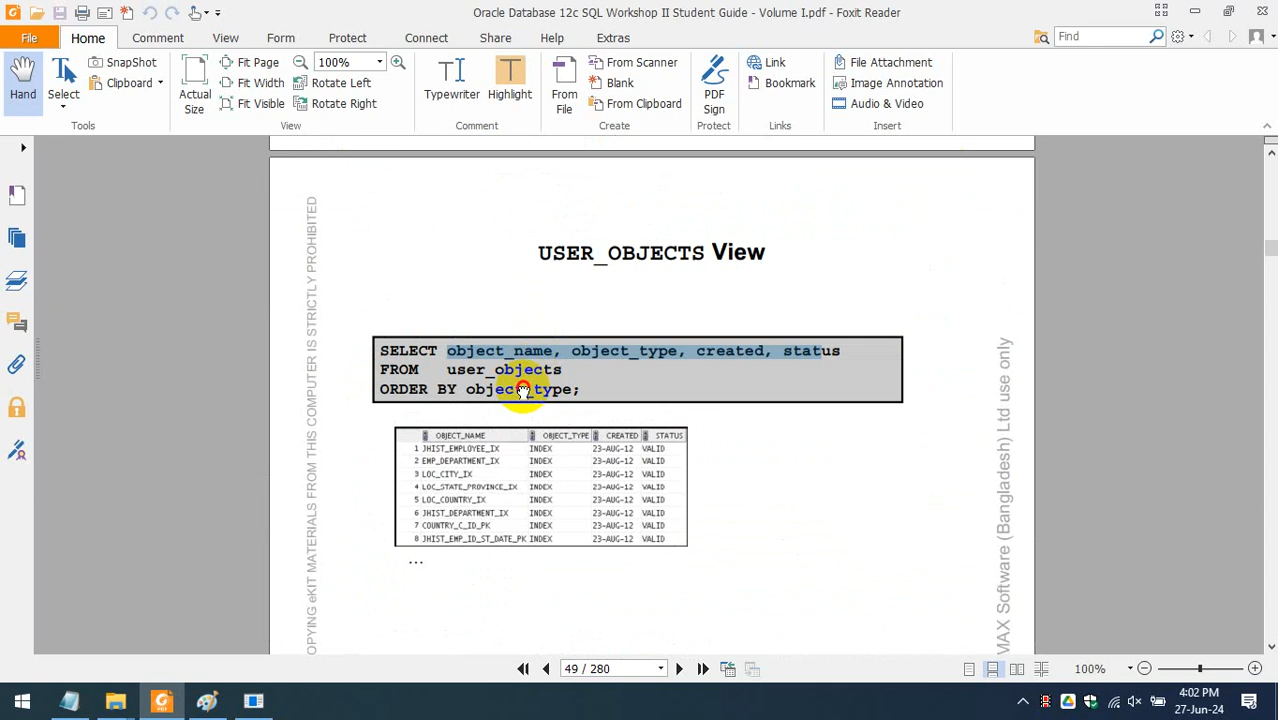 Oracle Database 12c SQL Workshop II Student Guide - Volume I.pdf - Foxit Reader
File Home Comment View Form Protect Connect Share Help Extras Find
Hand
Select
SnapShot
Clipboard
Tools
Actual
Size
Fit Page
Fit Width
Fit Visible
100%
Rotate Left
Rotate Right
View
Typewriter
Highlight
Comment
From
File
From Scanner
Blank
From Clipboard
Create
PDF
Sign
Protect
Link
Bookmark
Links
File Attachment
Image Annotation
Audio & Video
Insert
OPYING eKIT MATERIALS FROM THIS COMPUTER IS STRICTLY PROHIBITED
USER_OBJECTS View
SELECT object_name, object_type, created, status
FROM user_objects
ORDER BY object_type;
OBJECT_NAME OBJECT_TYPE CREATED STATUS
1 JHIST_EMPLOYEE_IX INDEX 23-AUG-12 VALID
2 EMP_DEPARTMENT_IX INDEX 23-AUG-12 VALID
3 LOC_CITY_IX INDEX 23-AUG-12 VALID
4 LOC_STATE_PROVINCE_IX INDEX 23-AUG-12 VALID
5 LOC_COUNTRY_IX INDEX 23-AUG-12 VALID
6 JHIST_DEPARTMENT_IX INDEX 23-AUG-12 VALID
7 COUNTRY_C_ID_PK INDEX 23-AUG-12 VALID
8 JHIST_EMP_ID_ST_DATE_PK INDEX 23-AUG-12 VALID
...
MAX Software (Bangladesh) Ltd use only
49 / 280
100%
4:02 PM
27-Jun-24